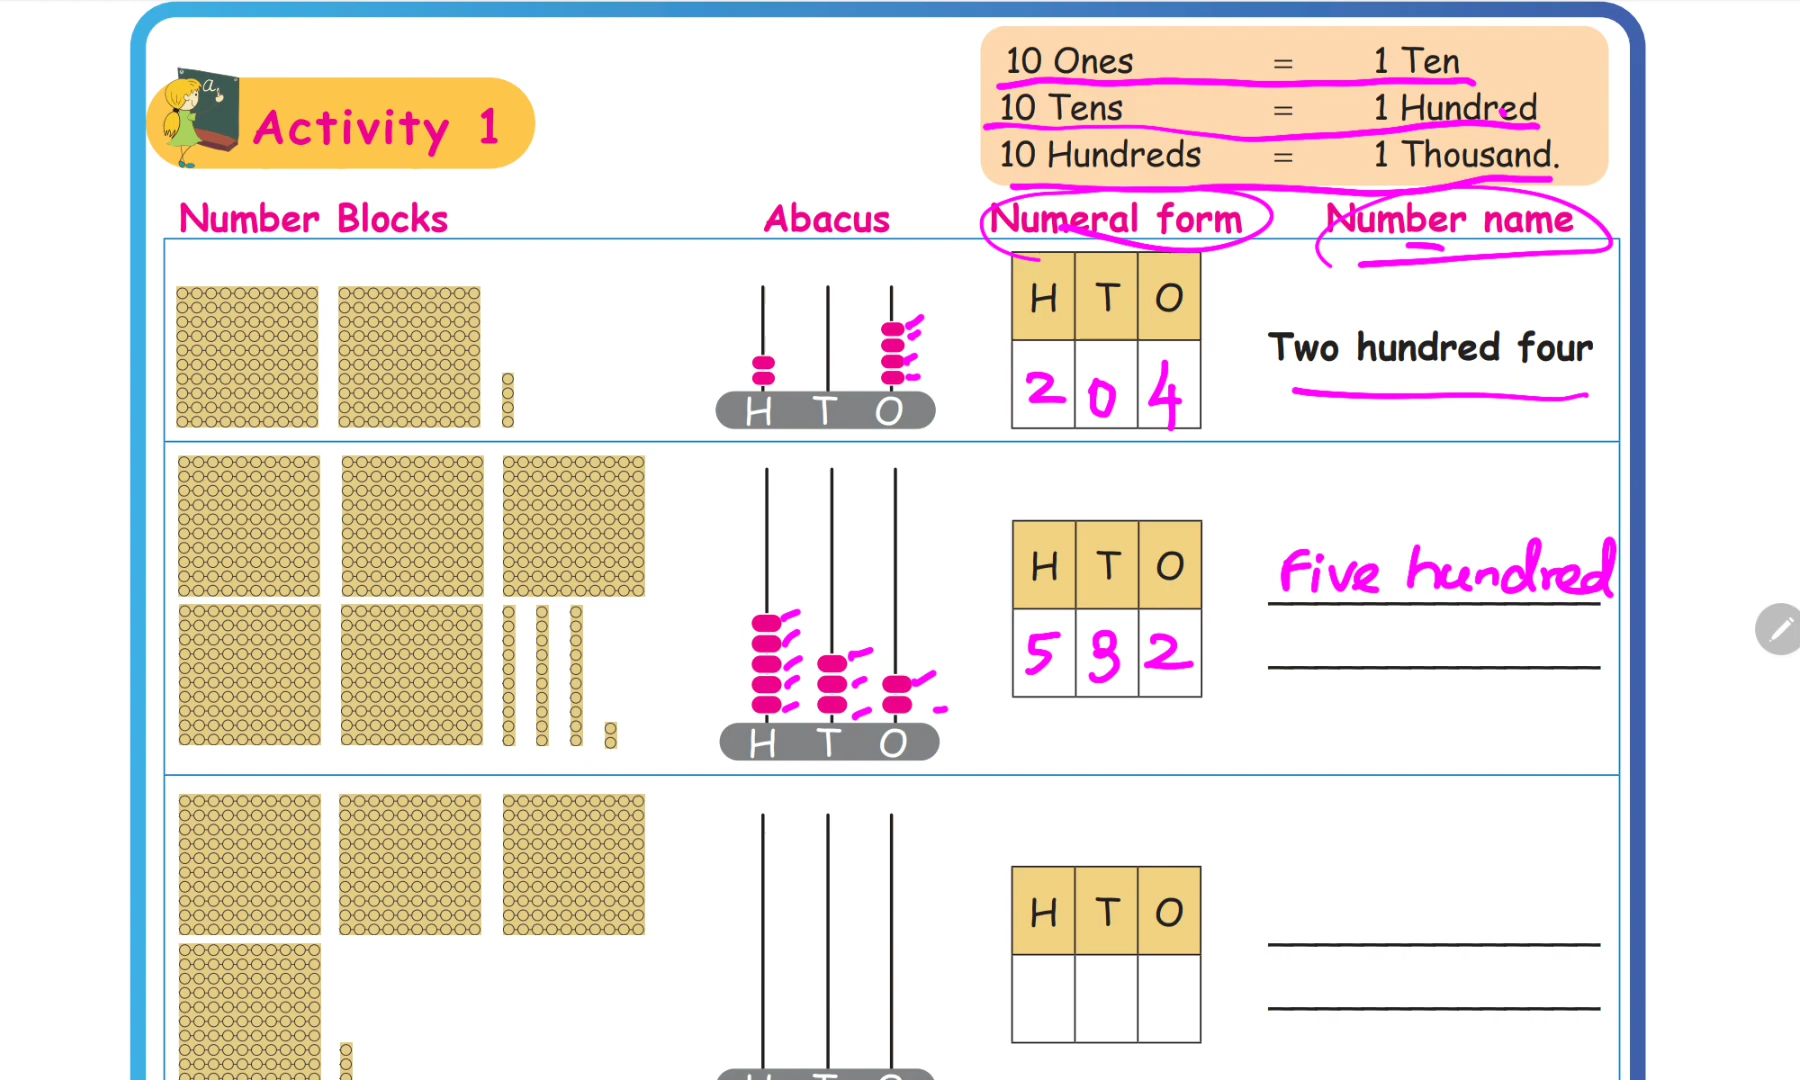 10 Ones = 1 Ten
10 Tens = 1 Hundred
10 Hundreds = 1 Thousand.
a
Activity 1
Number Blocks Abacus Numeral form Number name
H T O
Two hundred four
2 0 4
H T O
H T O
Five hundred
5 3 2
H T O
H T O
H T O